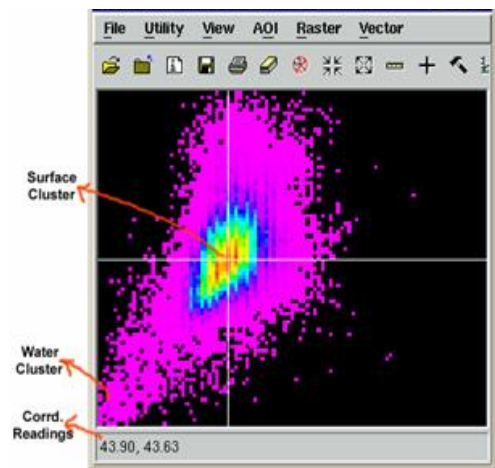 File Utility View AOI Raster Vector
Surface
Cluster
Water
Cluster
Corrd.
Readings
43.90, 43.63